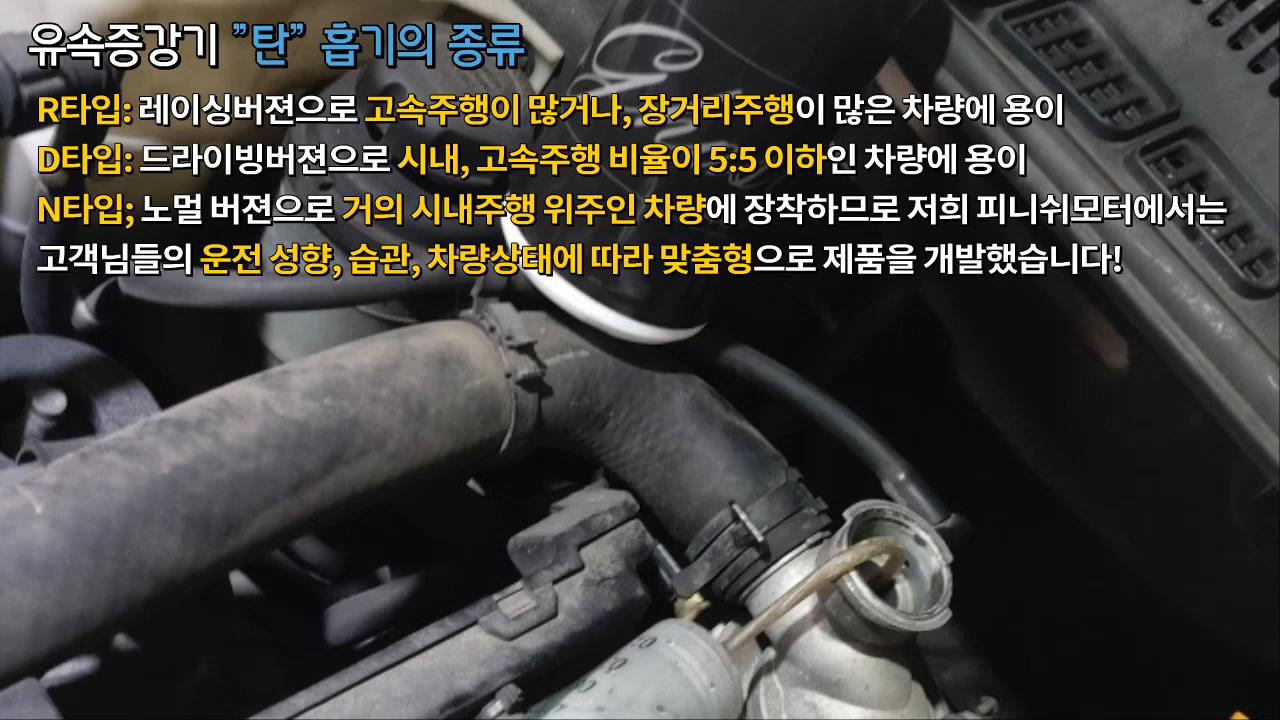 유속증강기 ”탄” 흡기의 종류
R타입: 레이싱버젼으로 고속주행이 많거나, 장거리주행이 많은 차량에 용이
D타입: 드라이빙버젼으로 시내, 고속주행 비율이 5:5 이하인 차량에 용이
N타입; 노멀 버젼으로 거의 시내주행 위주인 차량에 장착하므로 저희 피니쉬모터에서는
고객님들의 운전 성향, 습관, 차량상태에 따라 맞춤형으로 제품을 개발했습니다!